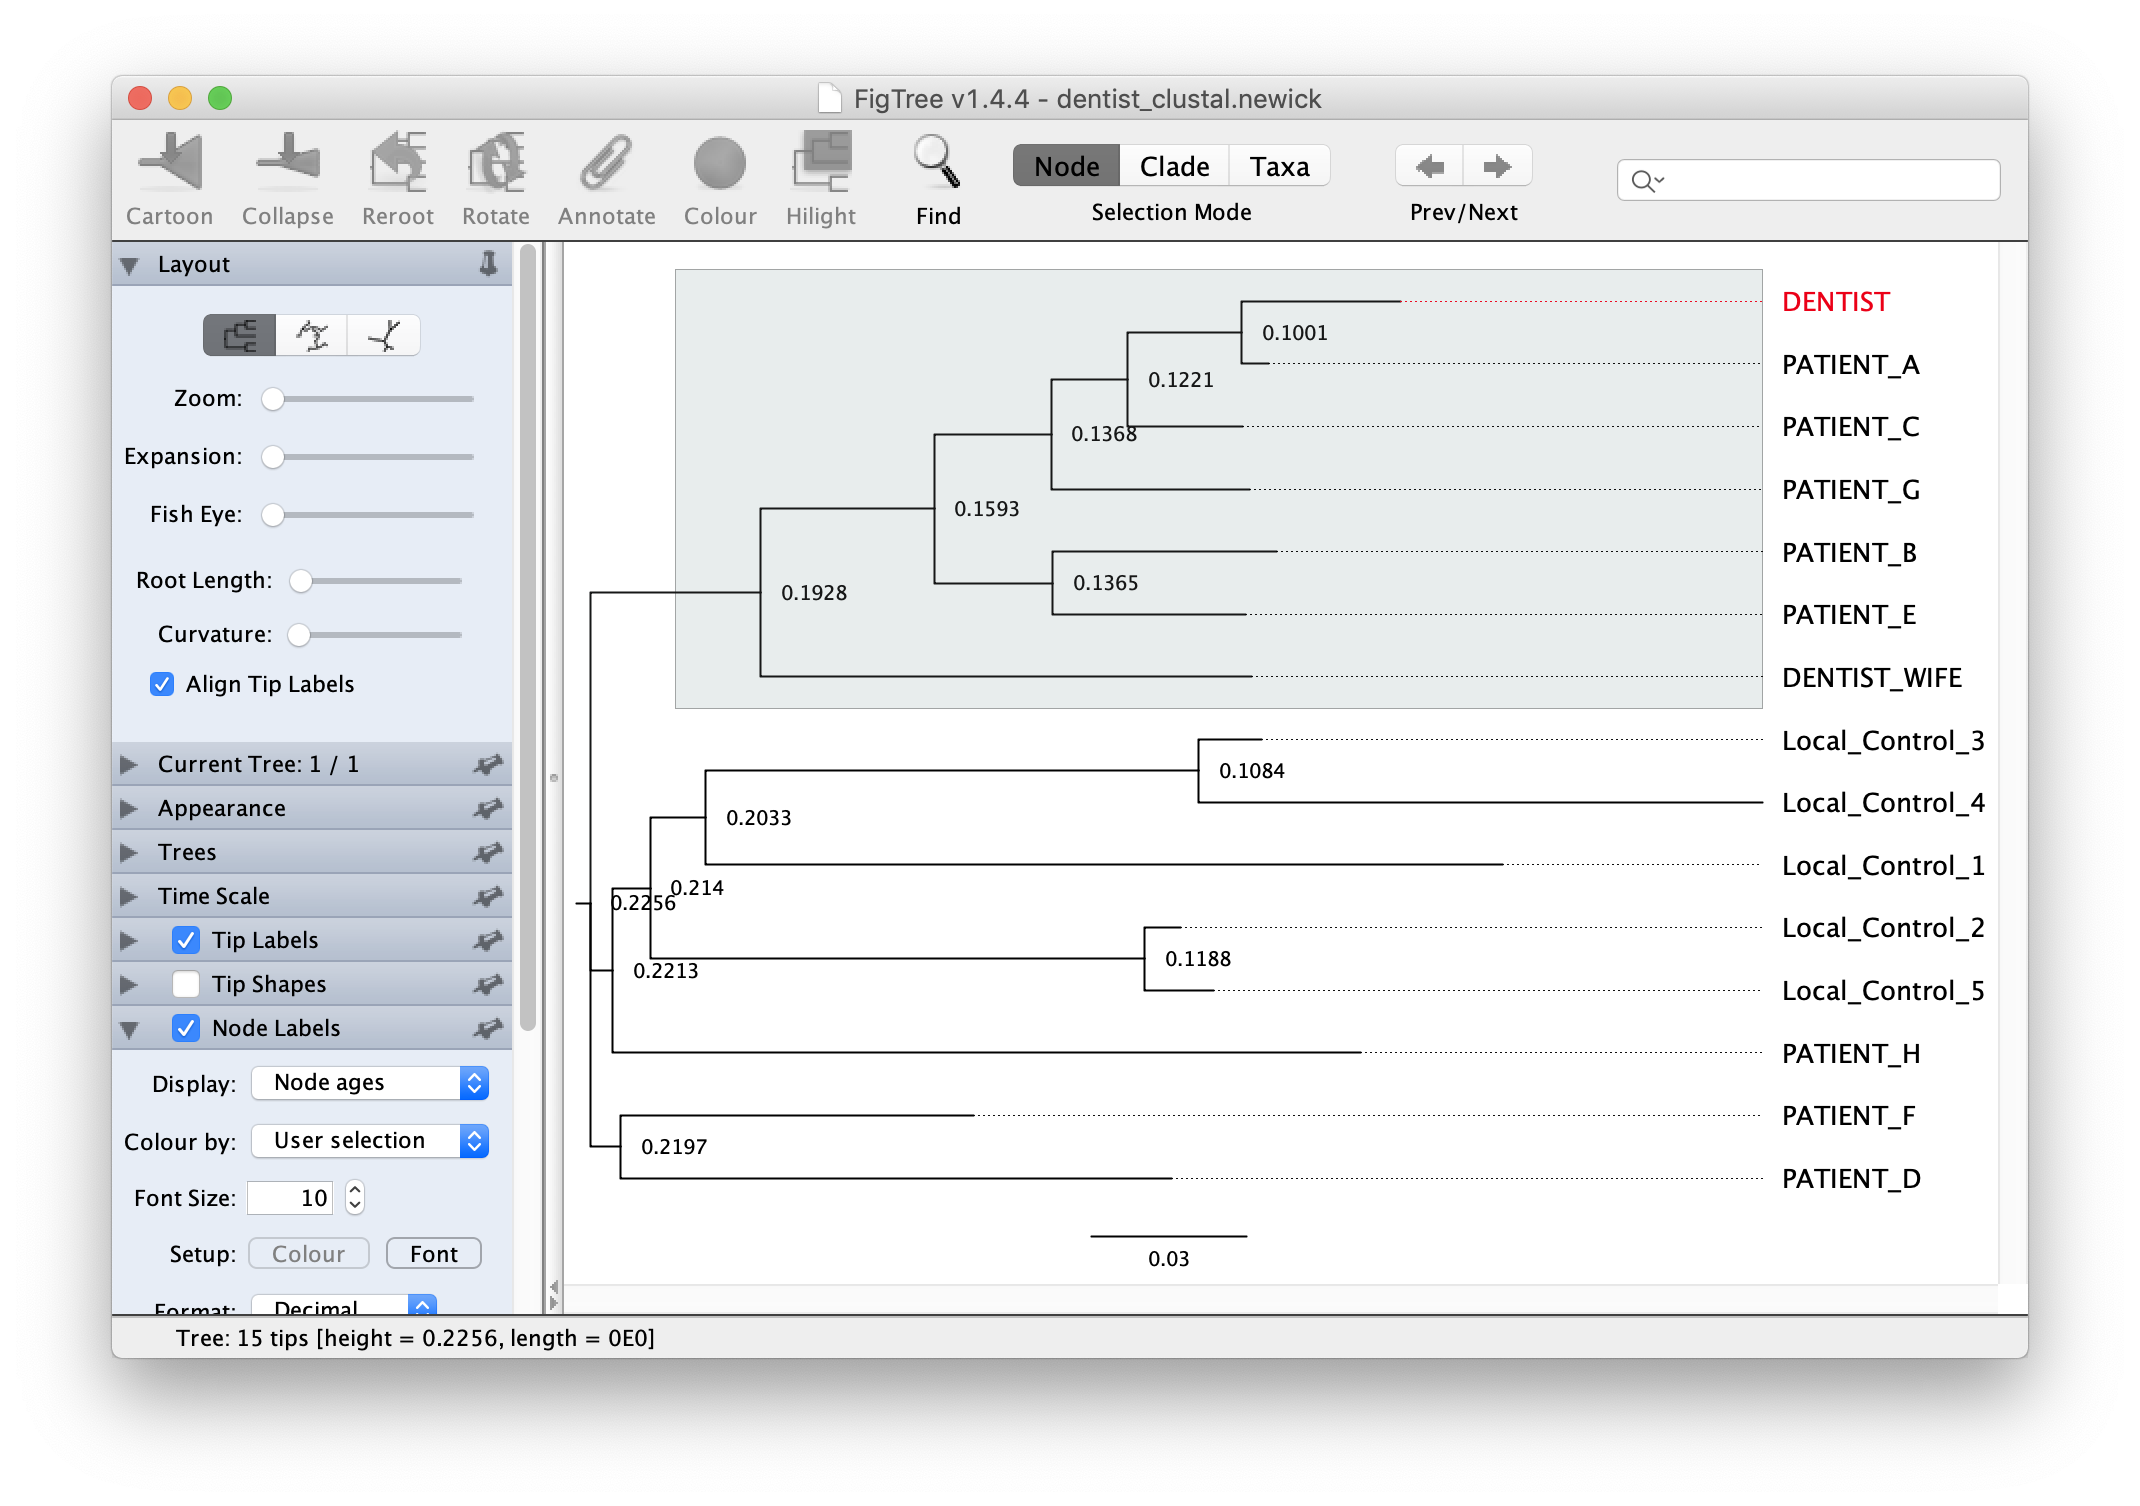 FigTree v1.4.4 - dentist_clustal.newick
Cartoon Collapse Reroot Rotate Annotate Colour Hilight Find
Node Clade Taxa
Selection Mode
Prev/Next
Layout
Zoom:
Expansion:
Fish Eye:
Root Length:
Curvature:
Align Tip Labels
Current Tree: 1 / 1
Appearance
Trees
Time Scale
Tip Labels
Tip Shapes
Node Labels
Display: Node ages
Colour by: User selection
Font Size: 10
Setup: Colour Font
Format: Decimal
DENTIST
0.1001
PATIENT_A
0.1221
PATIENT_C
0.1368
PATIENT_G
0.1593
PATIENT_B
0.1365
PATIENT_E
0.1928
DENTIST_WIFE
Local_Control_3
0.1084
Local_Control_4
0.2033
Local_Control_1
0.214
0.2256
Local_Control_2
0.1188
0.2213
Local_Control_5
PATIENT_H
PATIENT_F
0.2197
PATIENT_D
0.03
Tree: 15 tips [height = 0.2256, length = 0E0]